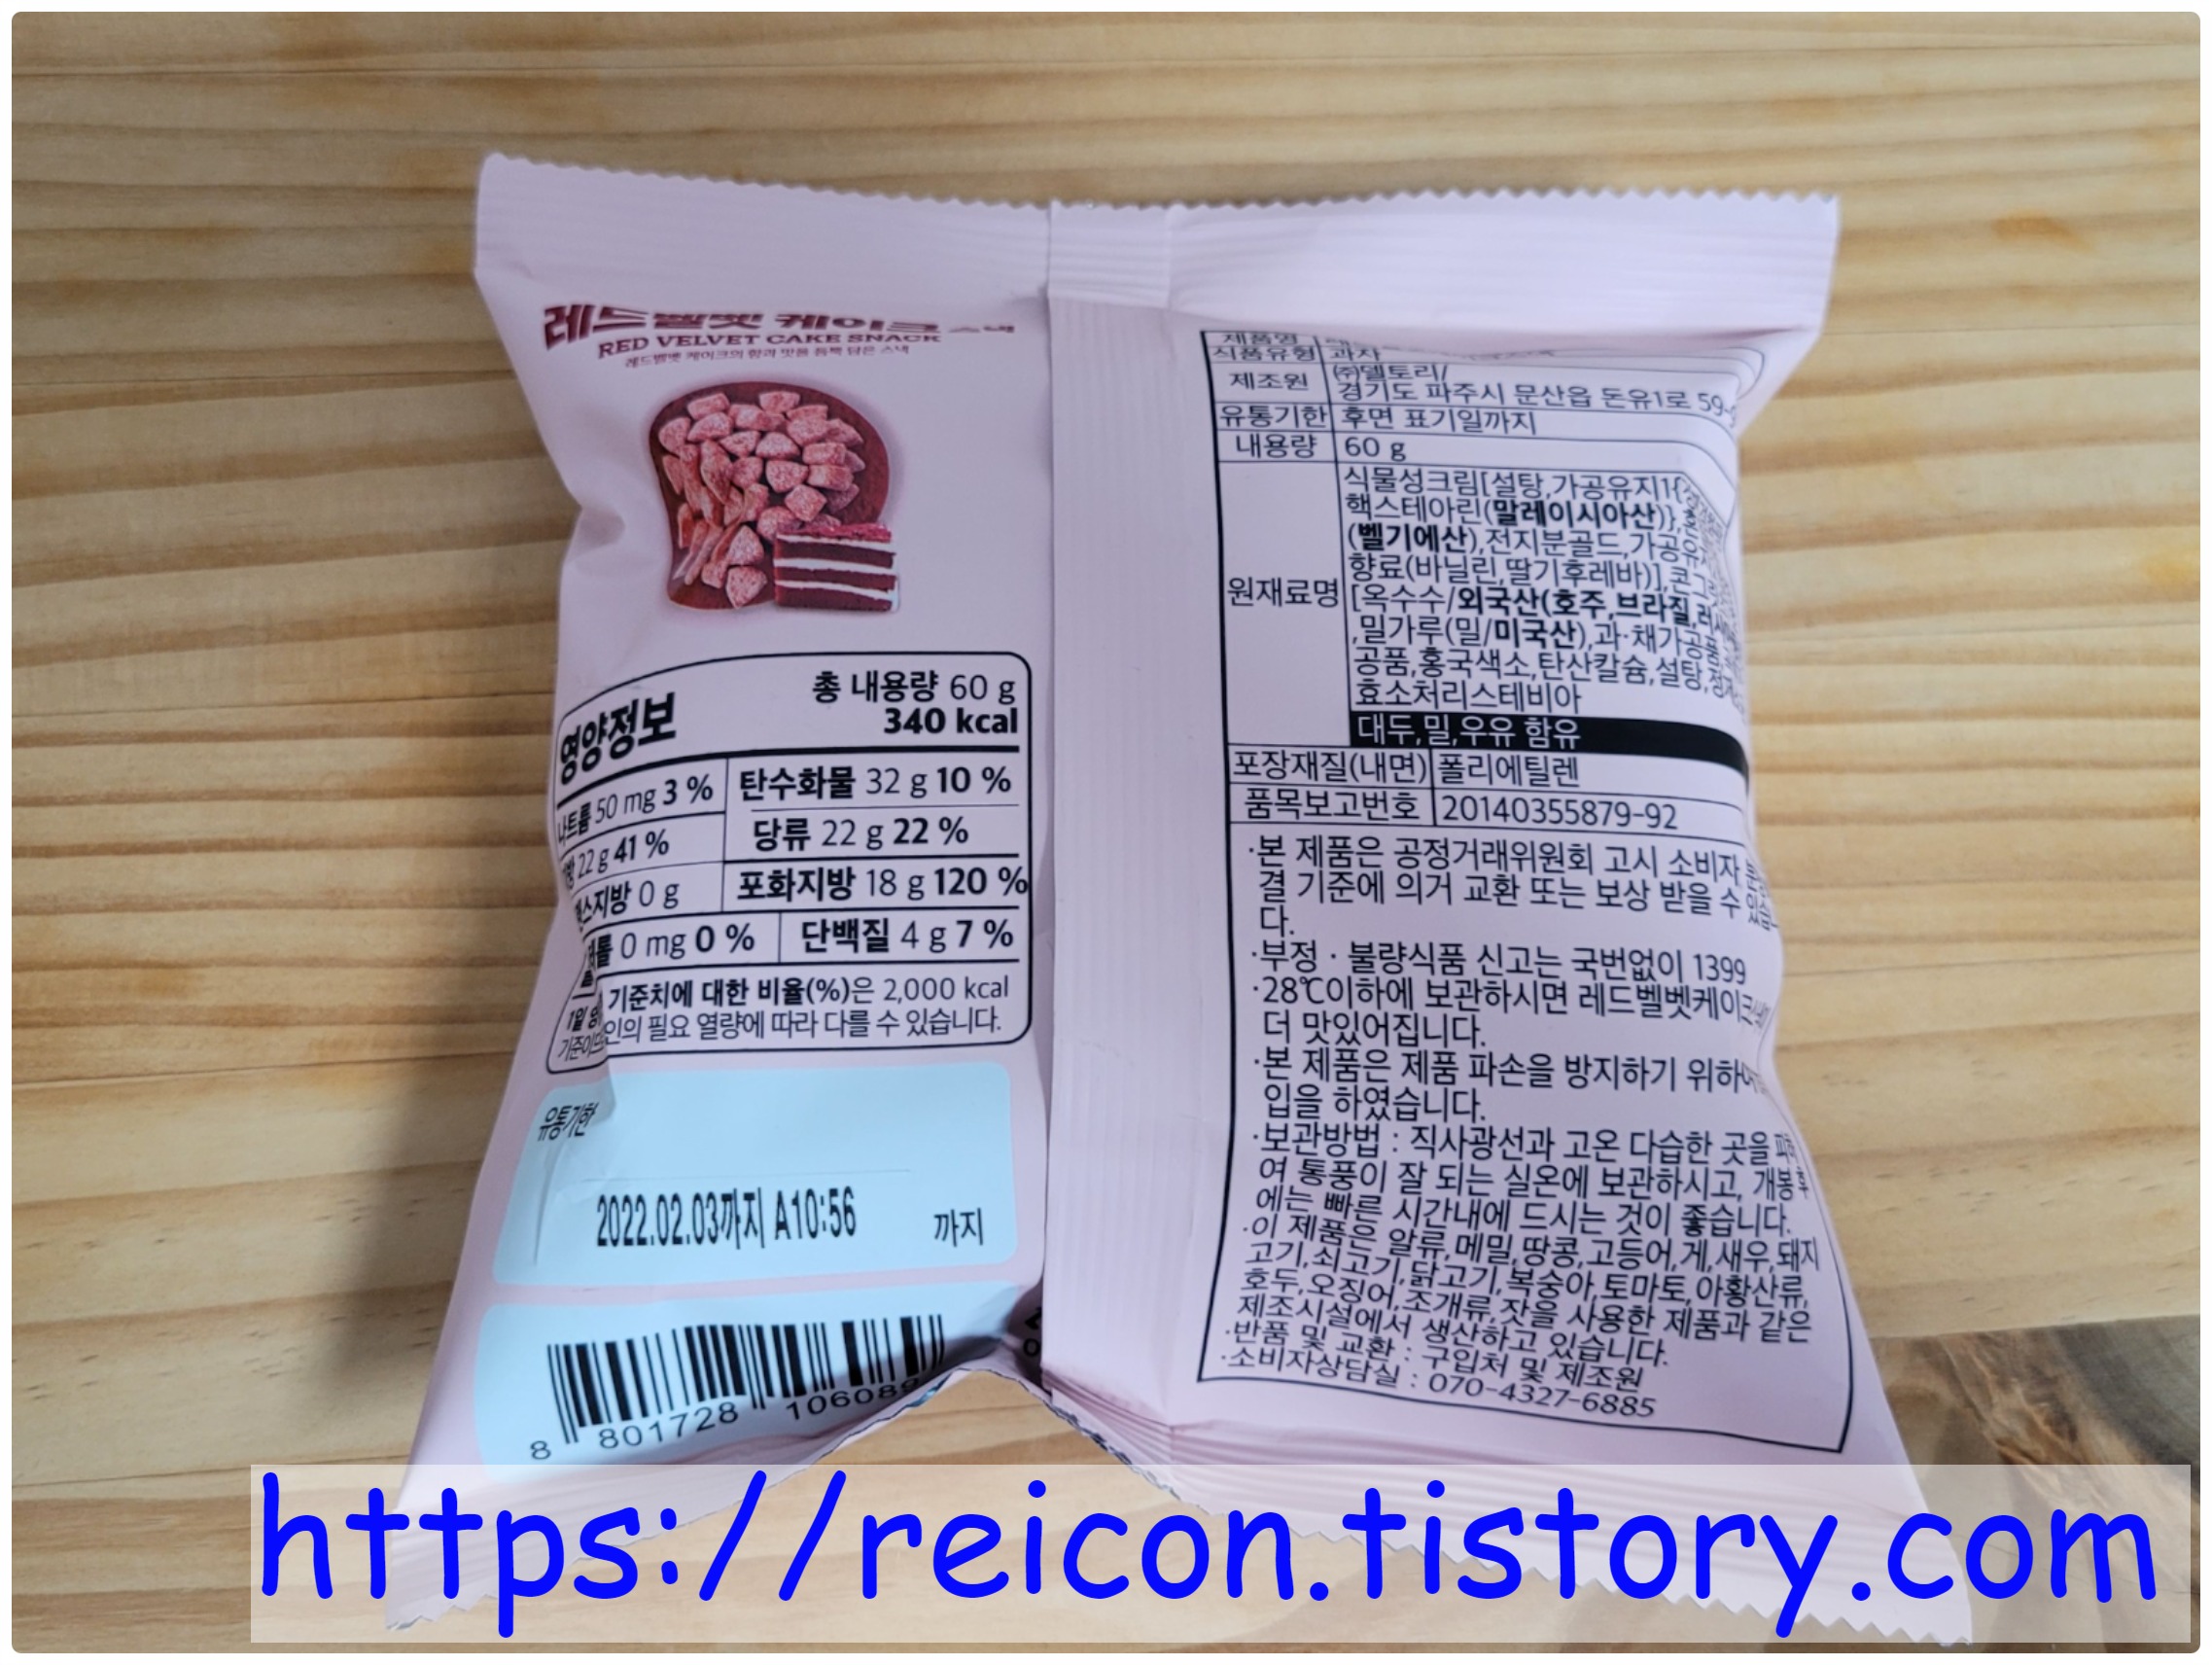 레드벨벳 케이크 스낵
RED VELVET CAKE SNACK
레드벨벳 케이크의 향과 맛을 듬뿍 담은 스낵
영양정보
총 내용량 60 g
340 kcal
50 mg 3 %
탄수화물 32 g 10 %
22 g 41 %
당류 22 g 22 %
지방 0 g
포화지방 18 g 120 %
0 mg 0 %
단백질 4 g 7 %
기준치에 대한 비율(%)은 2,000 kcal
필요 열량에 따라 다를 수 있습니다.
유통기한
2022.02.03까지 A10:56
까지
8 801728 106089
제품명
식품유형 과자
제조원 ㈜델토리/
경기도 파주시 문산읍 돈유1로
유통기한 후면 표기일까지
내용량 60 g
원재료명
식물성크림[설탕,가공유지1{
핵스테아린(말레이시아산)},
(벨기에산),전지분골드,
향료(바닐린,딸기후레바)],
[옥수수/외국산(호주,브라질,
,밀가루(밀/미국산),과·채가공품
공품,홍국색소,탄산칼슘,설탕,
효소처리스테비아
대두,밀,우유 함유
포장재질(내면) 폴리에틸렌
품목보고번호 20140355879-92
·본 제품은 공정거래위원회 고시 소비자
결 기준에 의거 교환 또는 보상 받을 수
다.
·부정 · 불량식품 신고는 국번없이 1399
·28℃이하에 보관하시면 레드벨벳케이크
더 맛있어집니다.
·본 제품은 제품 파손을 방지하기 위하여
입을 하였습니다.
·보관방법 : 직사광선과 고온 다습한 곳을 피하
여 통풍이 잘 되는 실온에 보관하시고, 개봉 후
에는 빠른 시간내에 드시는 것이 좋습니다.
·이 제품은 알류,메밀,땅콩,고등어,게,새우,돼지
고기,쇠고기,닭고기,복숭아,토마토,아황산류,
호두,오징어,조개류,잣을 사용한 제품과 같은
제조시설에서 생산하고 있습니다.
·반품 및 교환 : 구입처 및 제조원
·소비자상담실 : 070-4327-6885
https://reicon.tistory.com